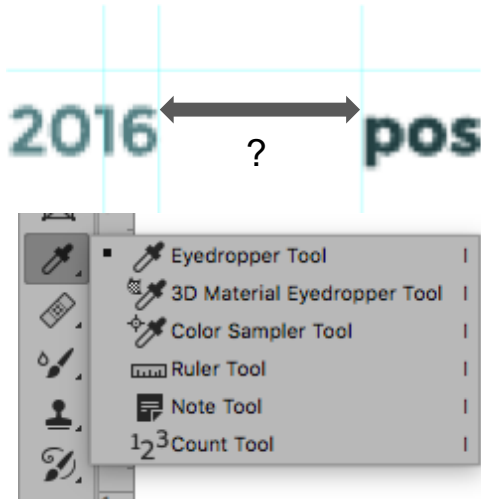 2016 pos
?
Eyedropper Tool I
3D Material Eyedropper Tool I
Color Sampler Tool I
Ruler Tool I
Note Tool I
123 Count Tool I